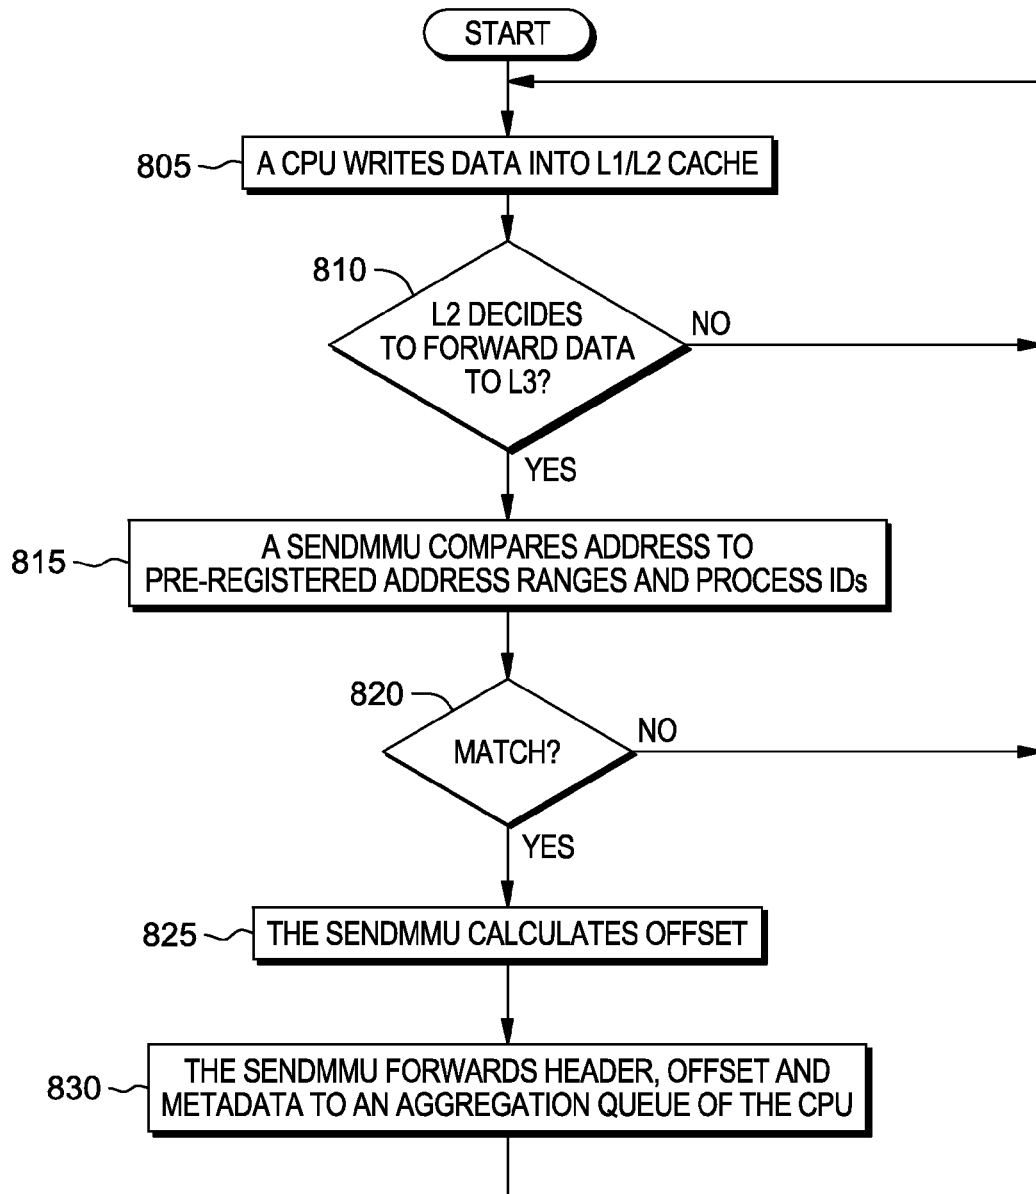 START
805
A CPU WRITES DATA INTO L1/L2 CACHE
810
L2 DECIDES
TO FORWARD DATA
TO L3?
NO
YES
815
A SENDMMU COMPARES ADDRESS TO
PRE-REGISTERED ADDRESS RANGES AND PROCESS IDs
820
MATCH?
NO
YES
825
THE SENDMMU CALCULATES OFFSET
830
THE SENDMMU FORWARDS HEADER, OFFSET AND
METADATA TO AN AGGREGATION QUEUE OF THE CPU